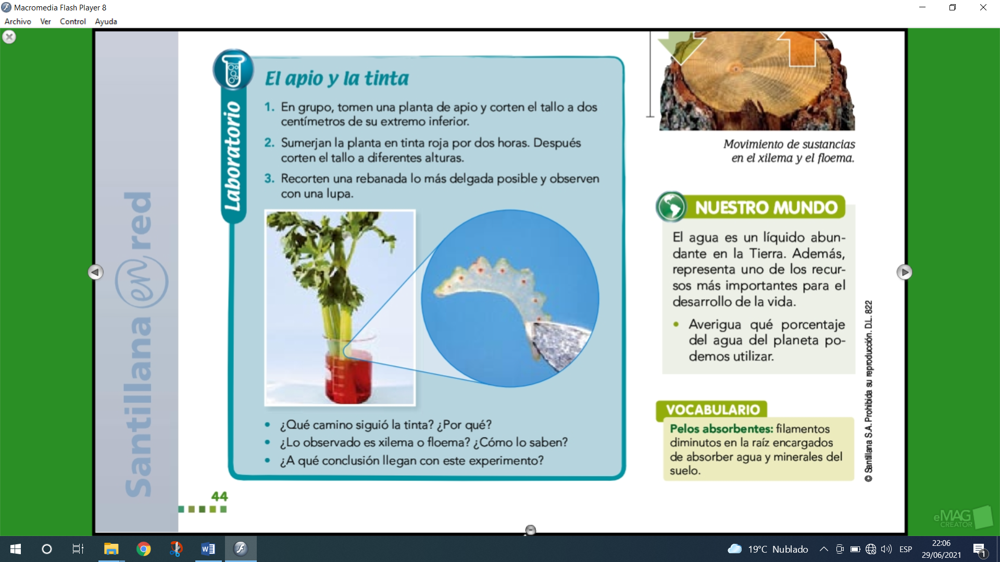 Macromedia Flash Player 8
Archivo Ver Control Ayuda
Santillana en red
Laboratorio
El apio y la tinta
1. En grupo, tomen una planta de apio y corten el tallo a dos
centímetros de su extremo inferior.
2. Sumerjan la planta en tinta roja por dos horas. Después
corten el tallo a diferentes alturas.
3. Recorten una rebanada lo más delgada posible y observen
con una lupa.
• ¿Qué camino siguió la tinta? ¿Por qué?
• ¿Lo observado es xilema o floema? ¿Cómo lo saben?
• ¿A qué conclusión llegan con este experimento?
44
Movimiento de sustancias
en el xilema y el floema.
NUESTRO MUNDO
El agua es un líquido abun-
dante en la Tierra. Además,
representa uno de los recur-
sos más importantes para el
desarrollo de la vida.
• Averigua qué porcentaje
del agua del planeta po-
demos utilizar.
VOCABULARIO
Pelos absorbentes: filamentos
diminutos en la raíz encargados
de absorber agua y minerales del
suelo.
© Santillana S.A. Prohibida su reproducción. D.L. 822
eMAG
CREATOR
19°C Nublado
ESP
22:06
29/06/2021
1